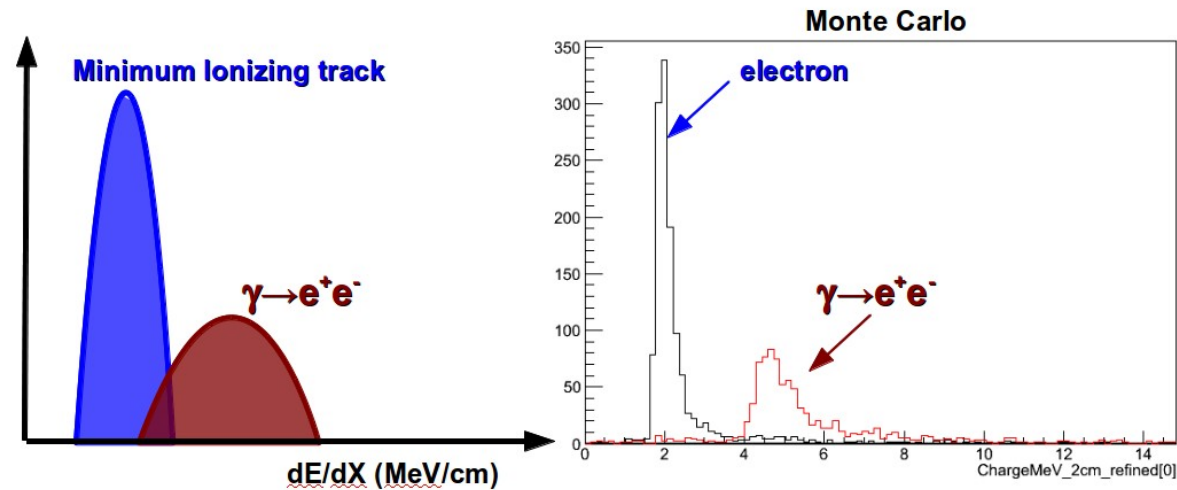 Minimum Ionizing track
γ→e⁺e⁻
dE/dX (MeV/cm)
Monte Carlo
350
300
250
200
150
100
50
0
electron
γ→e⁺e⁻
0 2 4 6 8 10 12 14
ChargeMeV_2cm_refined[0]